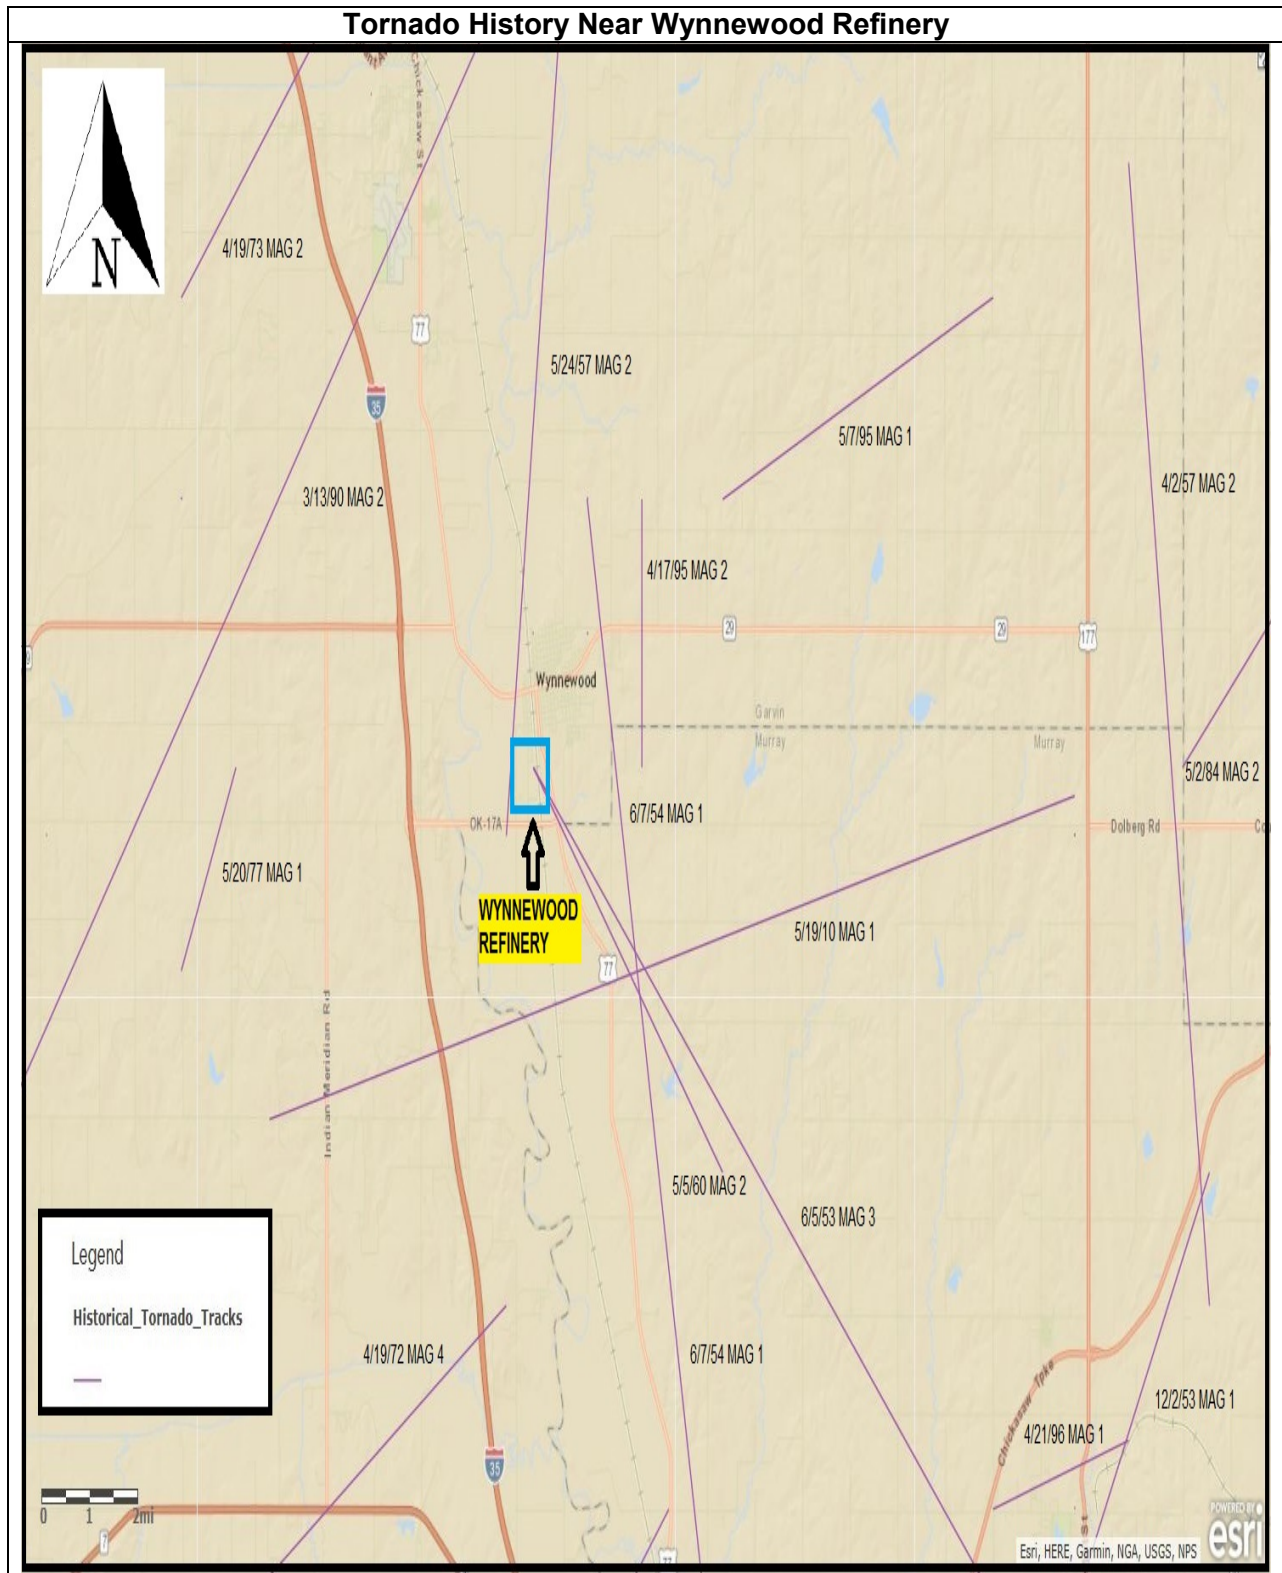 Tornado History Near Wynnewood Refinery
Chickasaw St
N
4/19/73 MAG 2
77
5/24/57 MAG 2
35
5/7/95 MAG 1
3/13/90 MAG 2
4/2/57 MAG 2
4/17/95 MAG 2
29
29
177
9
Wynnewood
Garvin
Murray
Murray
5/2/84 MAG 2
6/7/54 MAG 1
OK-17A
Dolberg Rd
5/20/77 MAG 1
WYNNEWOOD
REFINERY
5/19/10 MAG 1
77
Indian Meridian Rd
5/5/60 MAG 2
6/5/53 MAG 3
Legend
Historical_Tornado_Tracks
4/19/72 MAG 4
6/7/54 MAG 1
Chickasaw Tpke
12/2/53 MAG 1
4/21/96 MAG 1
35
0 1 2mi
7
77
St
POWERED BY
esri
Esri, HERE, Garmin, NGA, USGS, NPS